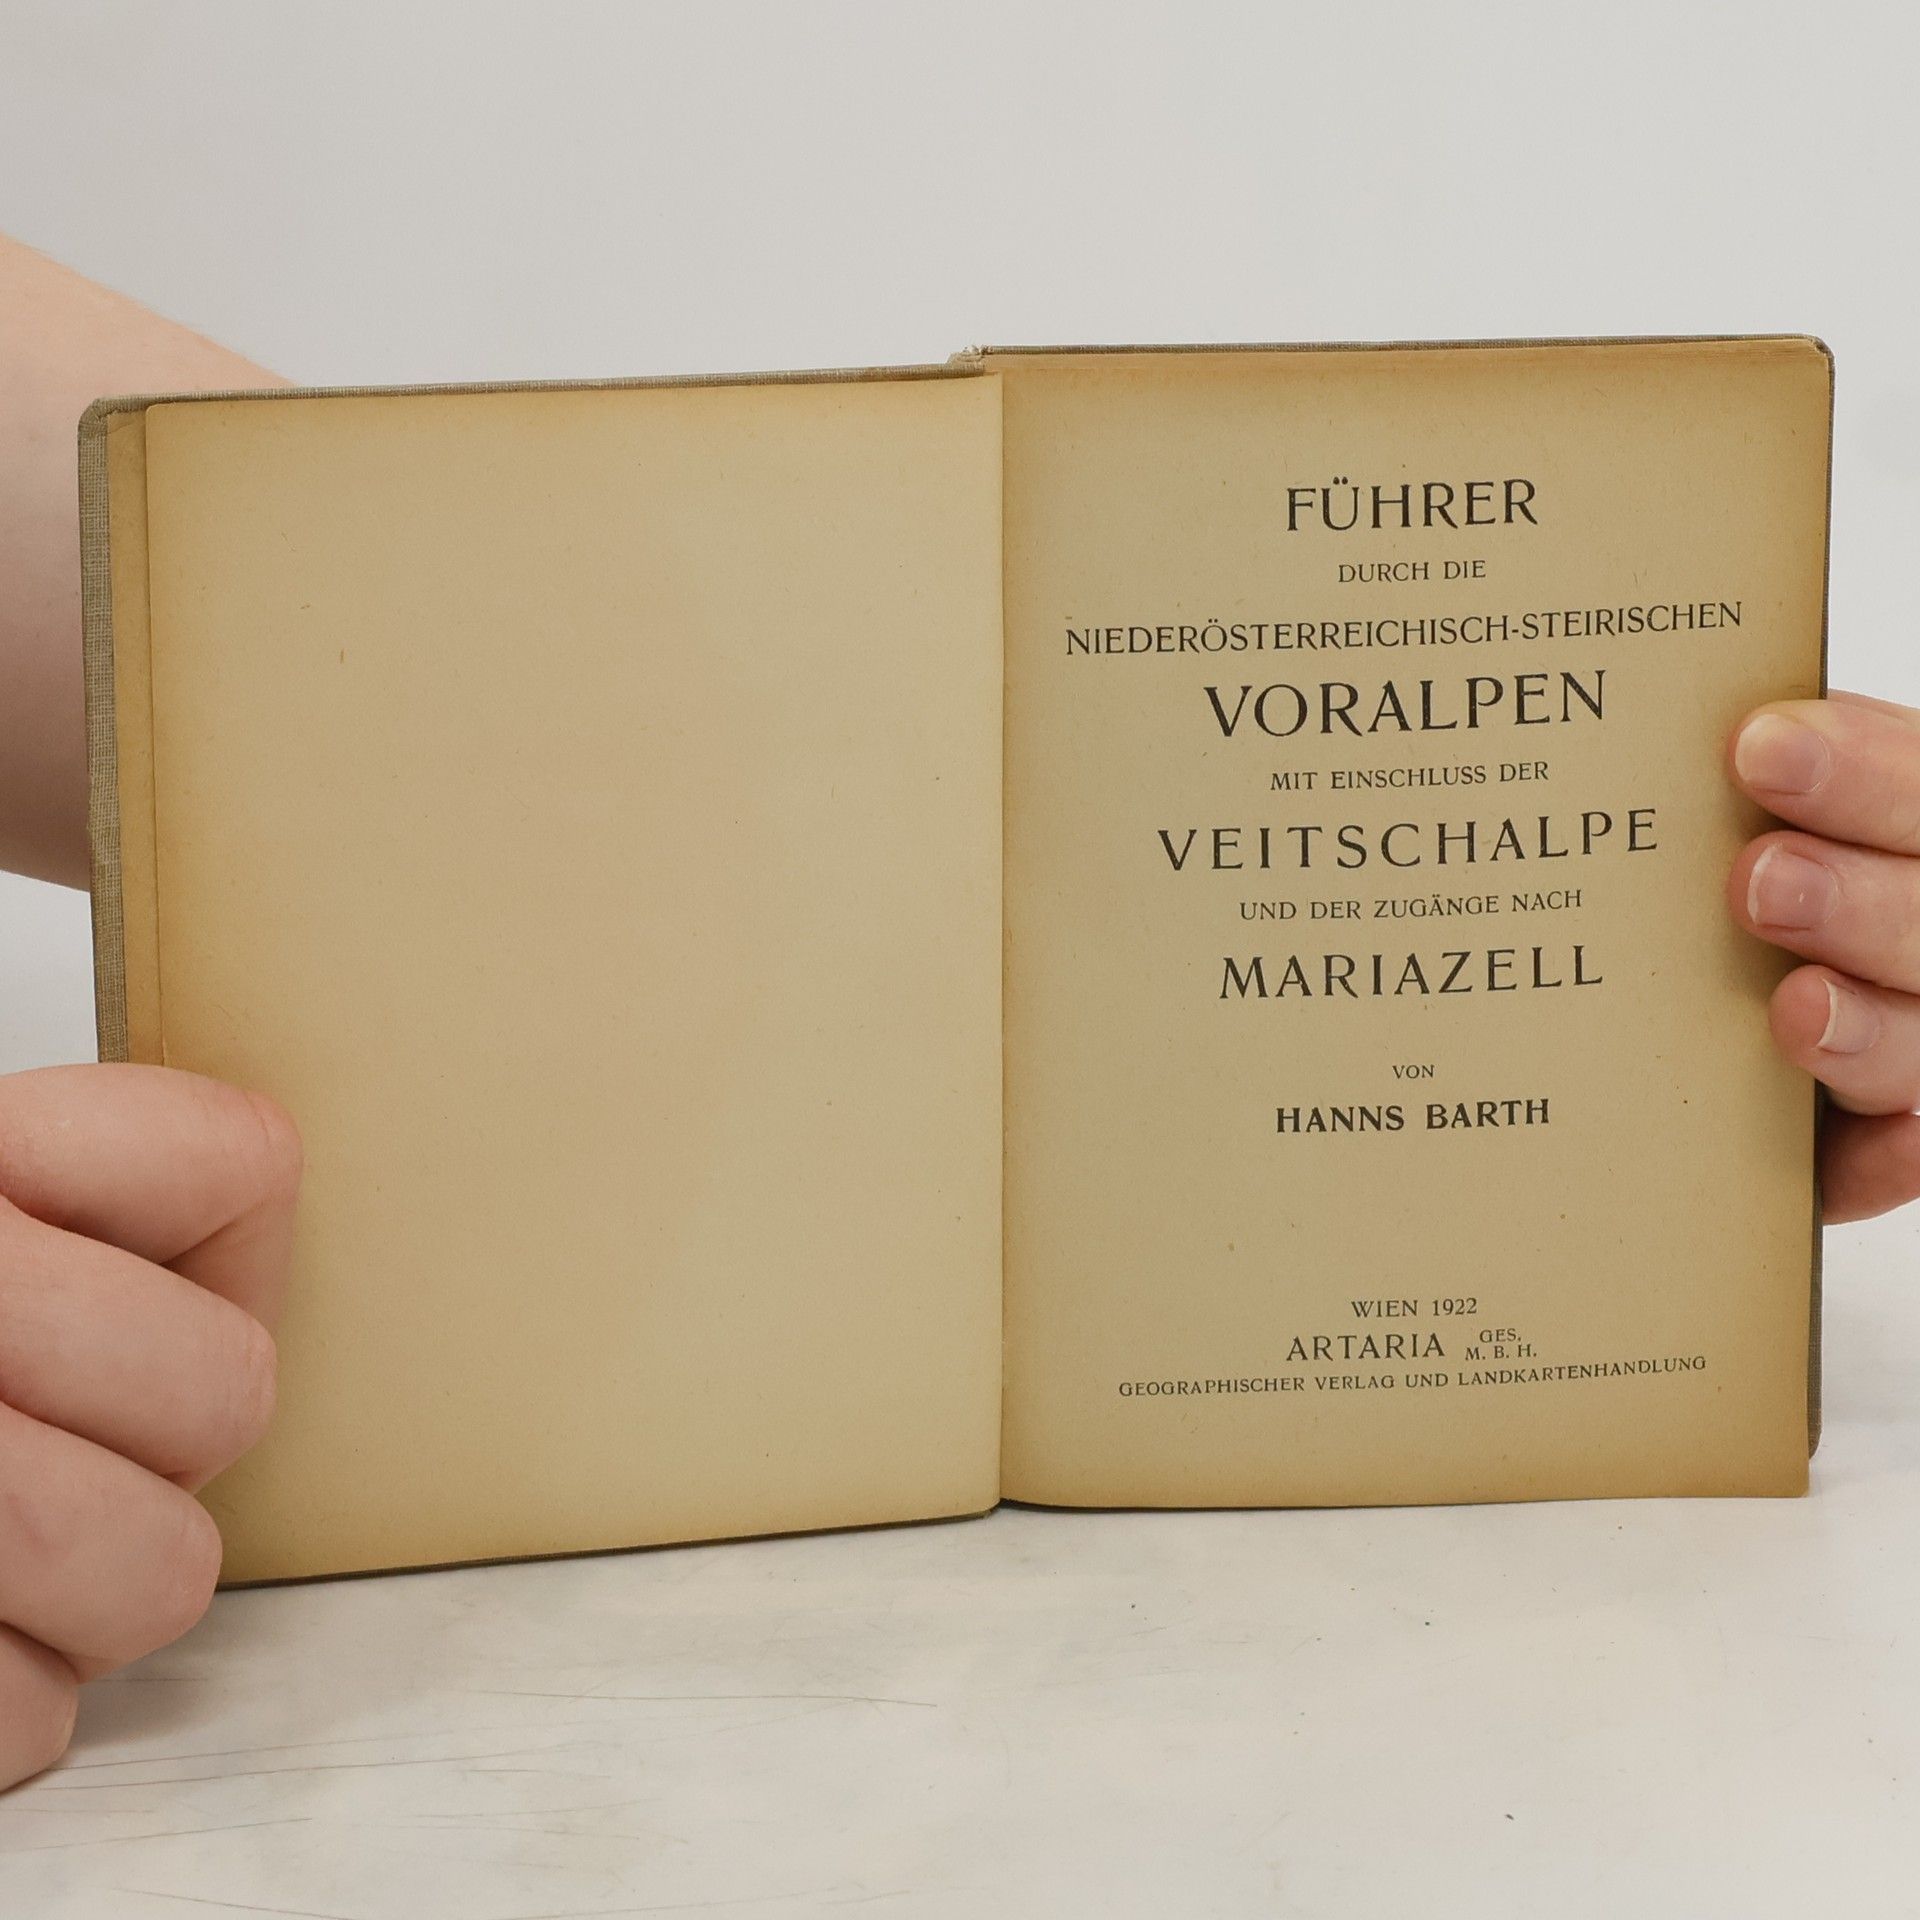 FÜHRER
DURCH DIE
NIEDERÖSTERREICHISCH-STEIRISCHEN
VORALPEN
MIT EINSCHLUSS DER
VEITSCHALPE
UND DER ZUGÄNGE NACH
MARIAZELL
VON
HANNS BARTH
WIEN 1922
ARTARIA GES. M. B. H.
GEOGRAPHISCHER VERLAG UND LANDKARTENHANDLUNG